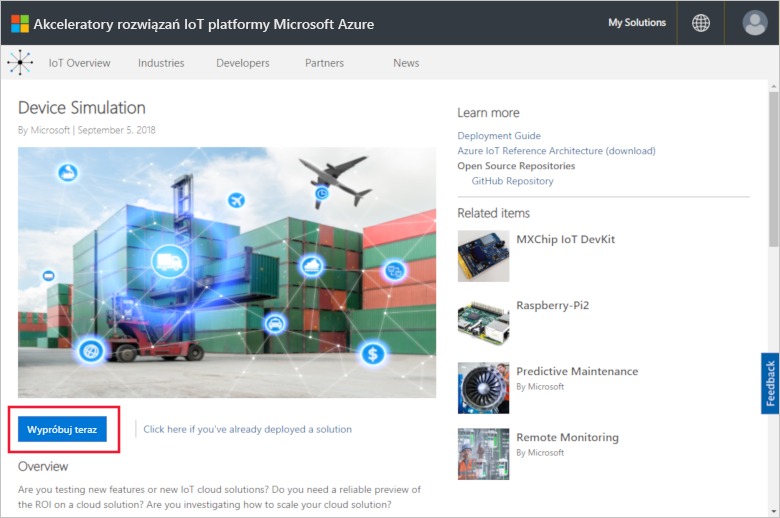 Akceleratory rozwiązań IoT platformy Microsoft Azure
My Solutions
IoT Overview
Industries
Developers
Partners
News
Device Simulation
By Microsoft | September 5, 2018
Wypróbuj teraz
Click here if you've already deployed a solution
Overview
Are you testing new features or new IoT cloud solutions? Do you need a reliable preview
of the ROI on a cloud solution? Are you investigating how to scale your cloud solution?
Learn more
Deployment Guide
Azure IoT Reference Architecture (download)
Open Source Repositories
GitHub Repository
Related items
MXChip IoT DevKit
Raspberry-Pi2
Predictive Maintenance
By Microsoft
Remote Monitoring
By Microsoft
Feedback